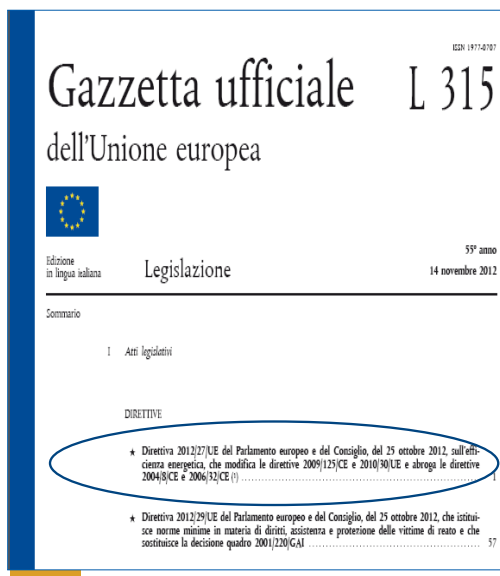 ISSN 1977-0707
Gazzetta ufficiale L 315
dell'Unione europea
Edizione
in lingua italiana
Legislazione
55° anno
14 novembre 2012
Sommario
I Atti legislativi
DIRETTIVE
★ Direttiva 2012/27/UE del Parlamento europeo e del Consiglio, del 25 ottobre 2012, sull'effi-
cienza energetica, che modifica le direttive 2009/125/CE e 2010/30/UE e abroga le direttive
2004/8/CE e 2006/32/CE (¹) ........................................ 1
★ Direttiva 2012/29/UE del Parlamento europeo e del Consiglio, del 25 ottobre 2012, che istitui-
sce norme minime in materia di diritti, assistenza e protezione delle vittime di reato e che
sostituisce la decisione quadro 2001/220/GAI ........................................ 57